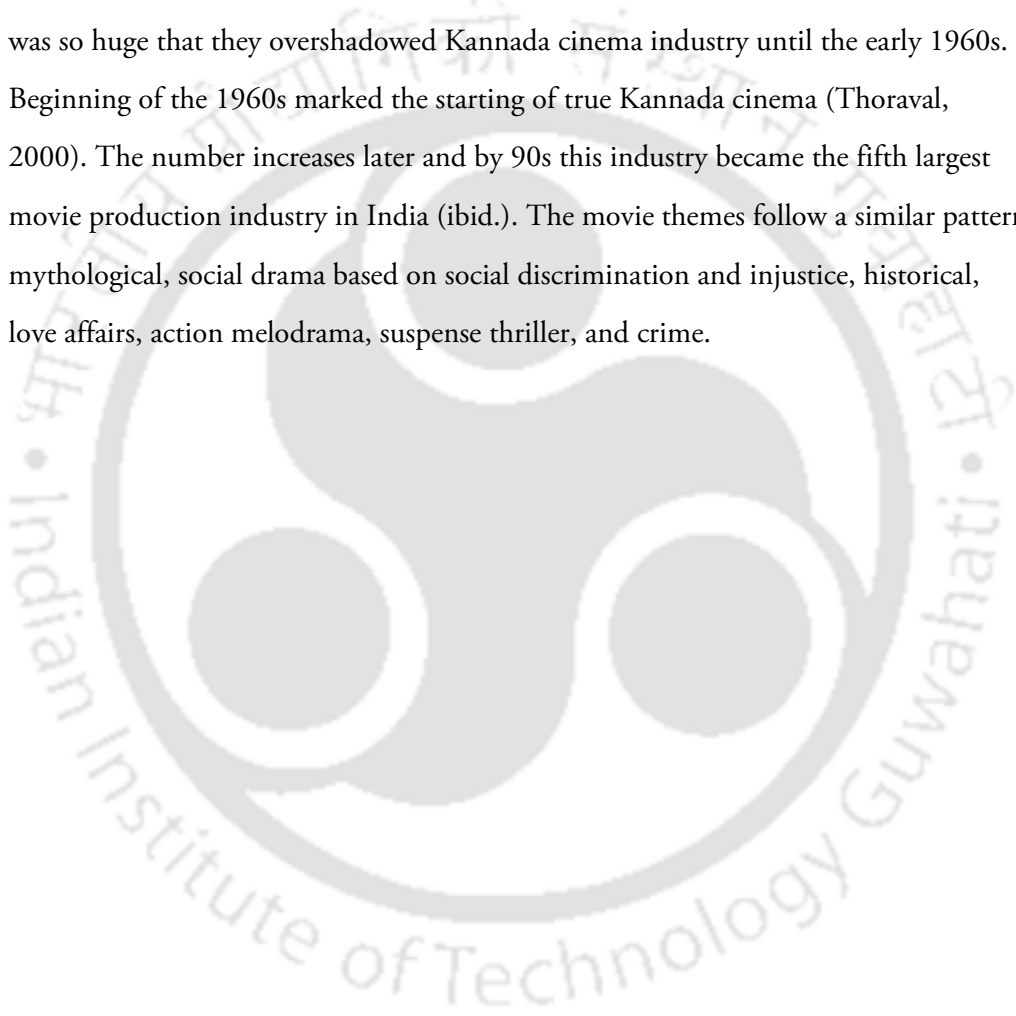 was so huge that they overshadowed Kannada cinema industry until the early 1960s.
Beginning of the 1960s marked the starting of true Kannada cinema (Thoraval,
2000). The number increases later and by 90s this industry became the fifth largest
movie production industry in India (ibid.). The movie themes follow a similar pattern
mythological, social drama based on social discrimination and injustice, historical,
love affairs, action melodrama, suspense thriller, and crime.
Indian Institute of Technology Guwahati